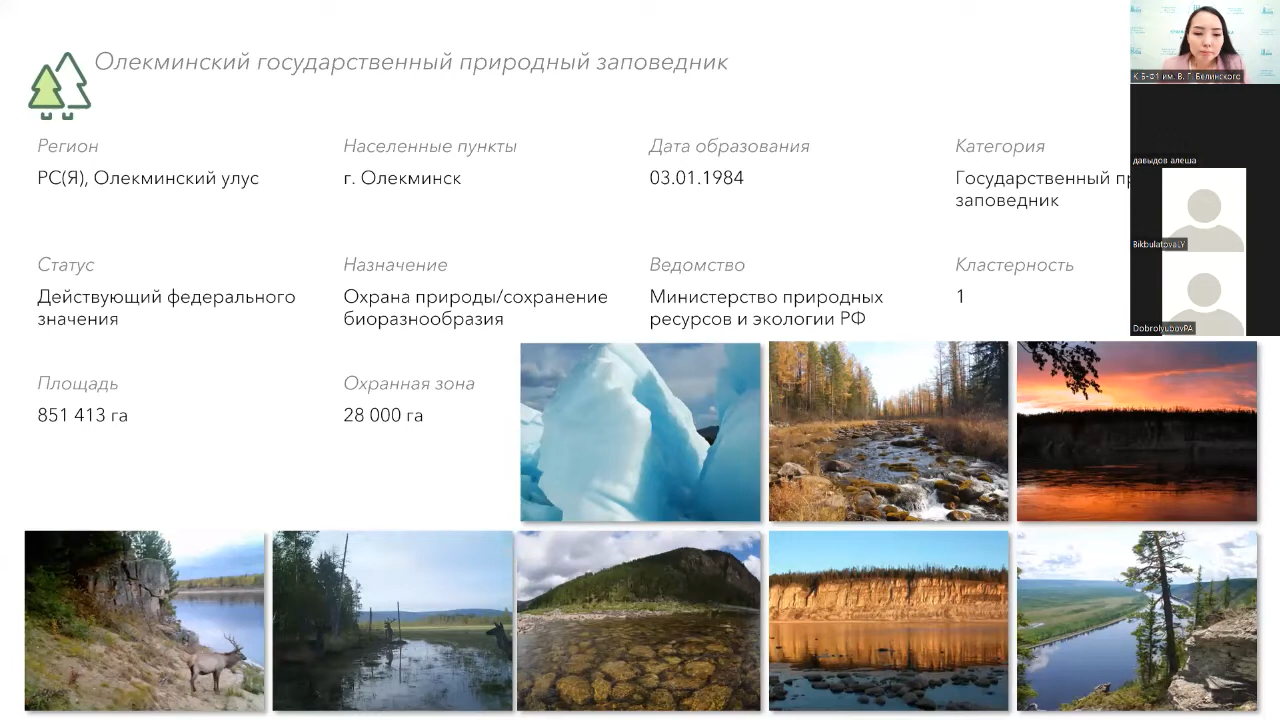 Олекминский государственный природный заповедник
Регион
РС(Я), Олекминский улус
Населенные пункты
г. Олекминск
Дата образования
03.01.1984
Категория
Государственный
заповедник
Статус
Действующий федерального
значения
Назначение
Охрана природы/сохранение
биоразнообразия
Ведомство
Министерство природных
ресурсов и экологии РФ
Кластерность
1
Площадь
851 413 га
Охранная зона
28 000 га
им. В. Г. Белинского
давыдов алеша
BikbulatovaLY
DobrolyubovPA